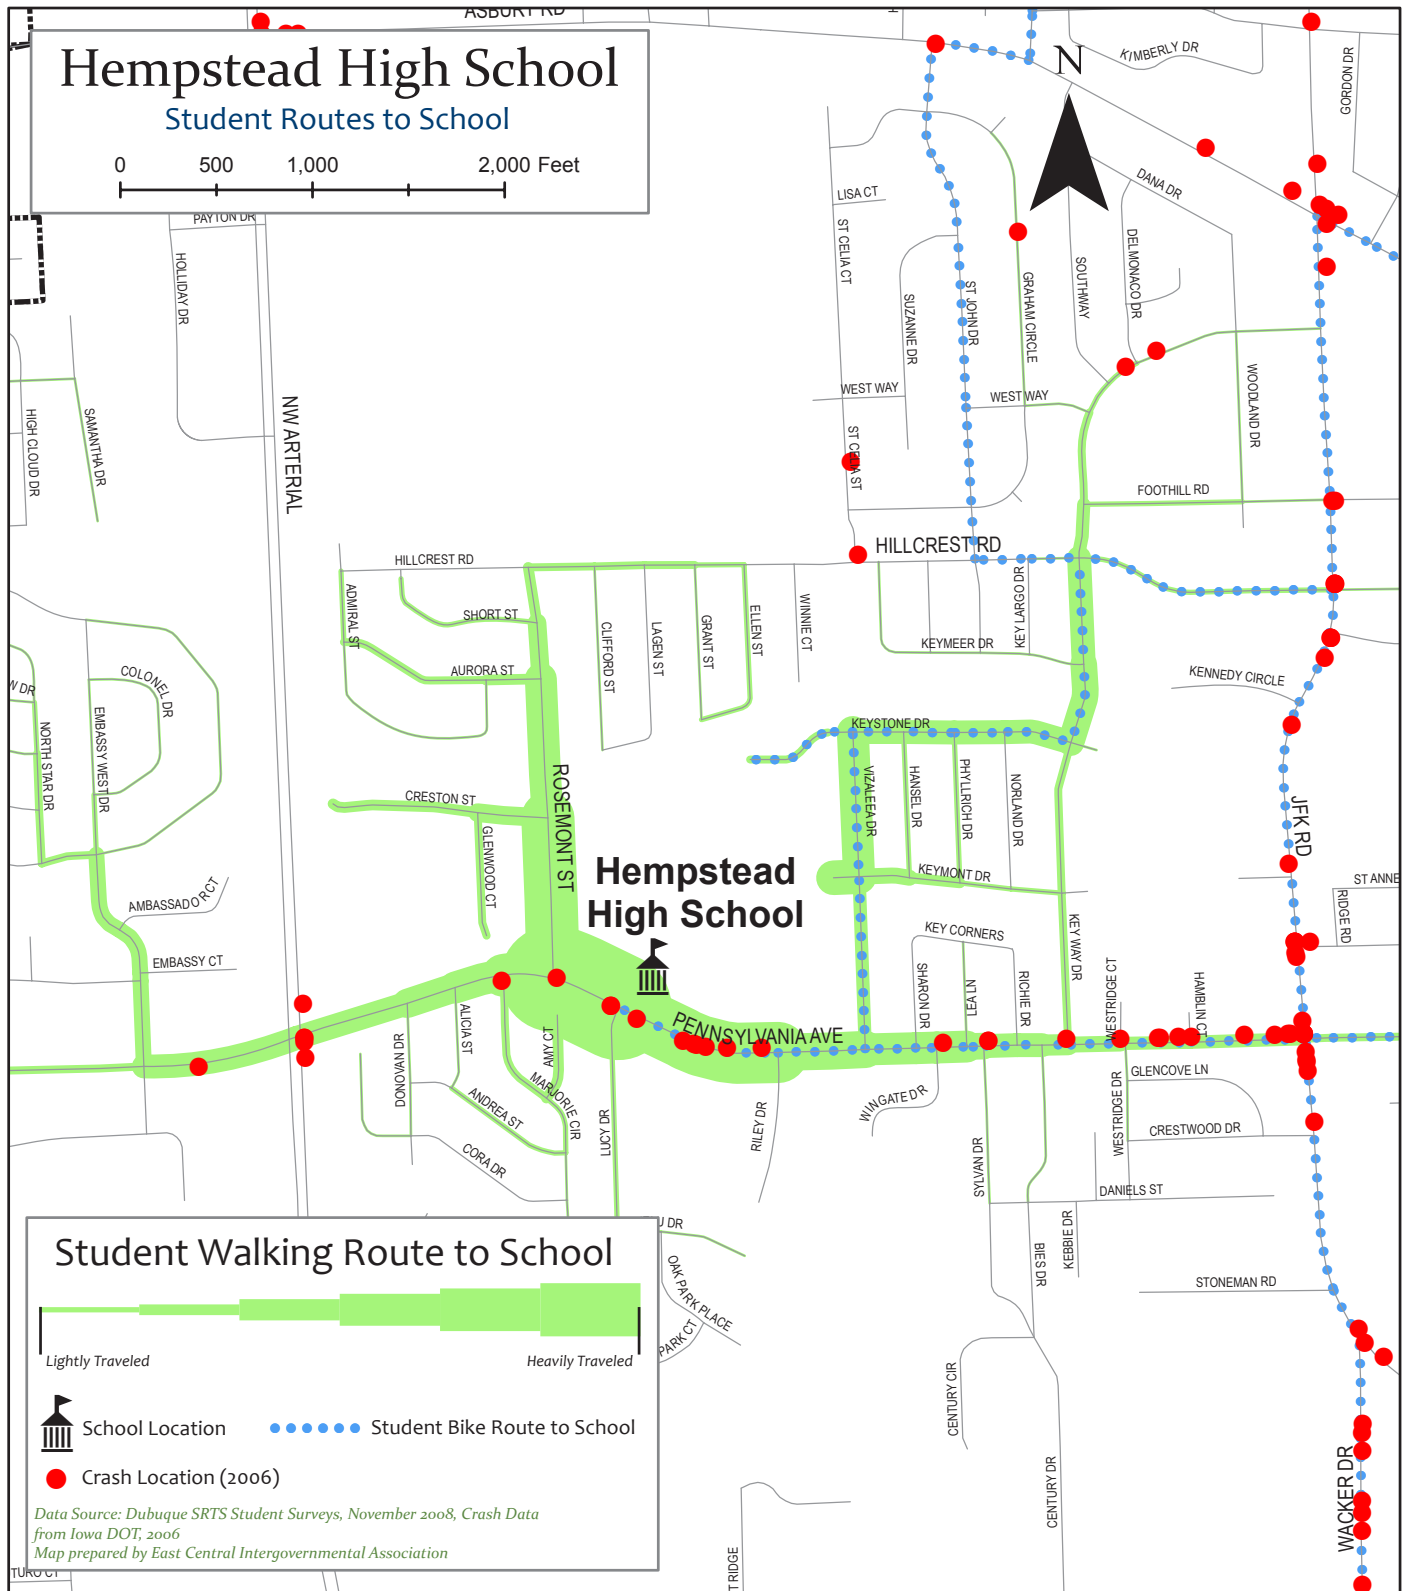 ASBURY RD
Hempstead High School
Student Routes to School
0 500 1,000 2,000 Feet
N
KIMBERLY DR
GORDON DR
DANA DR
LISA CT
ST CELIA CT
PAYTON DR
HOLLIDAY DR
SUZANNE DR
ST JOHN DR
GRAHAM CIRCLE
SOUTHWAY
DELMONACO DR
WEST WAY
WEST WAY
WOODLAND DR
HIGH CLOUD DR
SAMANTHA DR
NW ARTERIAL
ST CELIA ST
FOOTHILL RD
HILLCREST RD
HILLCREST RD
ADMIRAL ST
SHORT ST
AURORA ST
CLIFFORD ST
LAGEN ST
GRANT ST
ELLEN ST
WINNIE CT
KEYMEER DR
KEY LARGO DR
KENNEDY CIRCLE
W DR
COLONEL DR
NORTH STAR DR
EMBASSY WEST DR
KEYSTONE DR
ROSEMONT ST
CRESTON ST
GLENWOOD CT
VIZALEEA DR
HANSEL DR
PHYLLRICH DR
NORLAND DR
JFK RD
KEYMONT DR
Hempstead
High School
ST ANNE
RIDGE RD
AMBASSADOR CT
EMBASSY CT
KEY CORNERS
KEY WAY DR
SHARON DR
LEA LN
RICHIE DR
WESTRIDGE CT
HAMBLIN CT
PENNSYLVANIA AVE
DONOVAN DR
ALICIA ST
AMY CT
MARJORIE CIR
ANDREA ST
CORA DR
LUCY DR
RILEY DR
WINGATE DR
SYLVAN DR
WESTRIDGE DR
GLENCOVE LN
CRESTWOOD DR
DANIELS ST
KEBBIE DR
BIES DR
STONEMAN RD
U DR
OAK PARK PLACE
PARK CT
CENTURY CIR
CENTURY DR
WACKER DR
T RIDGE
Student Walking Route to School
Lightly Traveled Heavily Traveled
School Location Student Bike Route to School
Crash Location (2006)
Data Source: Dubuque SRTS Student Surveys, November 2008, Crash Data
from Iowa DOT, 2006
Map prepared by East Central Intergovernmental Association